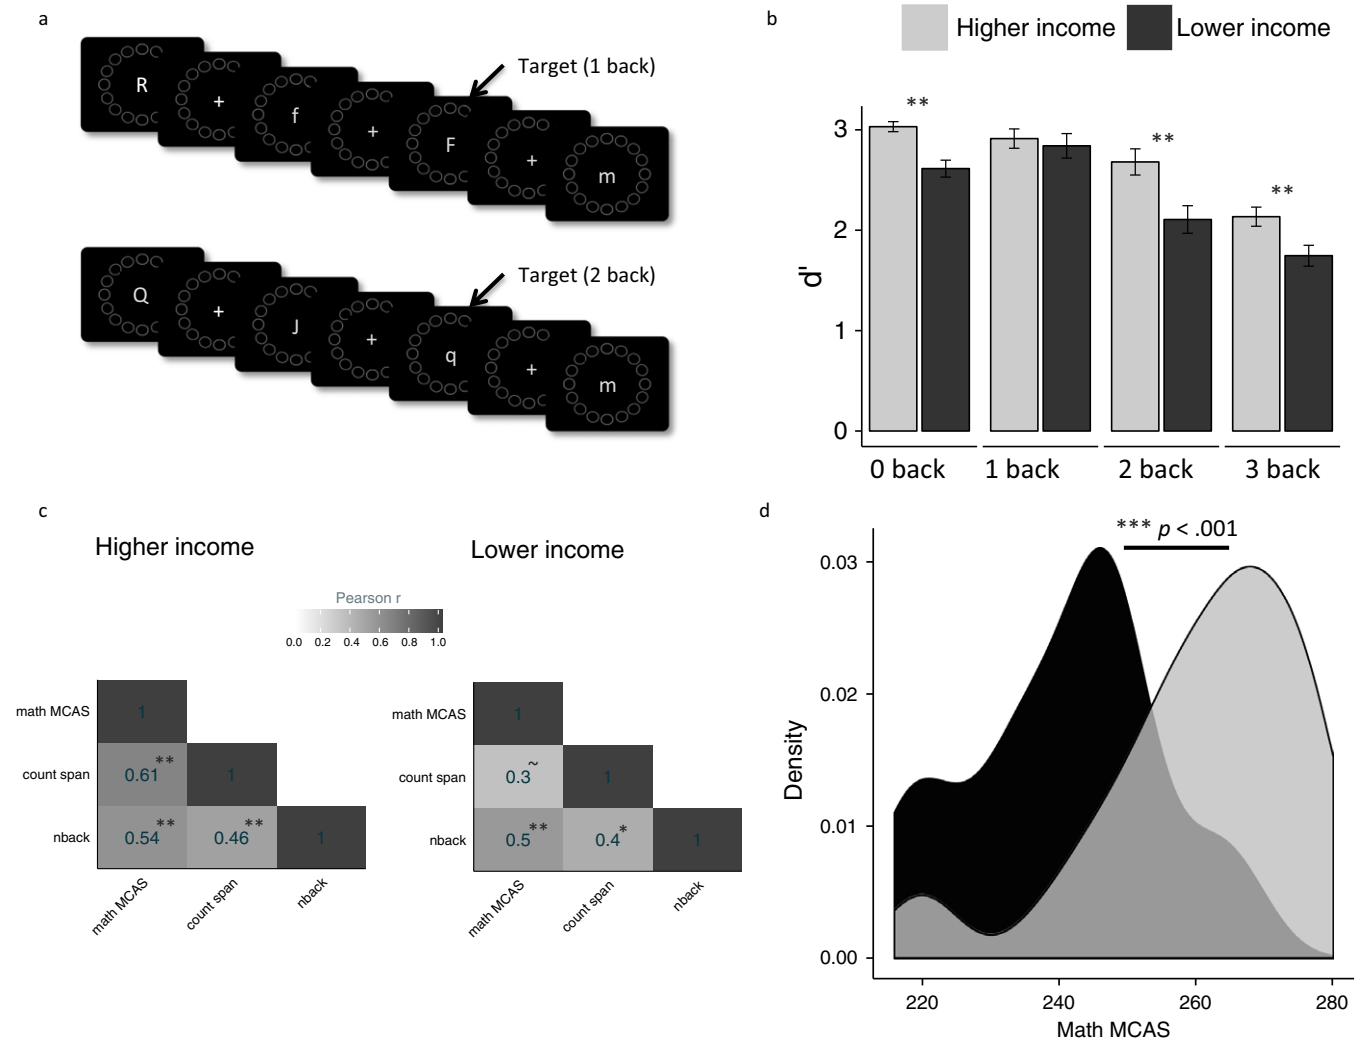 a
R
+
f
+
F
+
m
Target (1 back)
Q
+
J
+
q
+
m
Target (2 back)
b
Higher income
Lower income
d'
3
2
1
0
**
**
**
0 back
1 back
2 back
3 back
c
Higher income
Lower income
Pearson r
0.0 0.2 0.4 0.6 0.8 1.0
math MCAS
1
count span
0.61**
1
nback
0.54**
0.46**
1
math MCAS
count span
nback
math MCAS
1
count span
0.3~
1
nback
0.5**
0.4*
1
math MCAS
count span
nback
d
*** p < .001
Density
0.03
0.02
0.01
0.00
220
240
260
280
Math MCAS